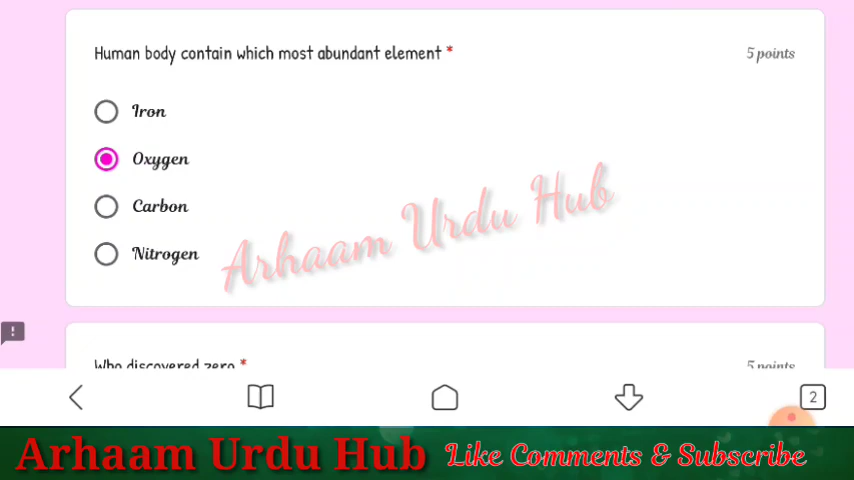 Human body contain which most abundant element *
5 points
Iron
Oxygen
Carbon
Nitrogen
Arhaam Urdu Hub
Who discovered zero *
5 points
2
Arhaam Urdu Hub
Like Comments & Subscribe